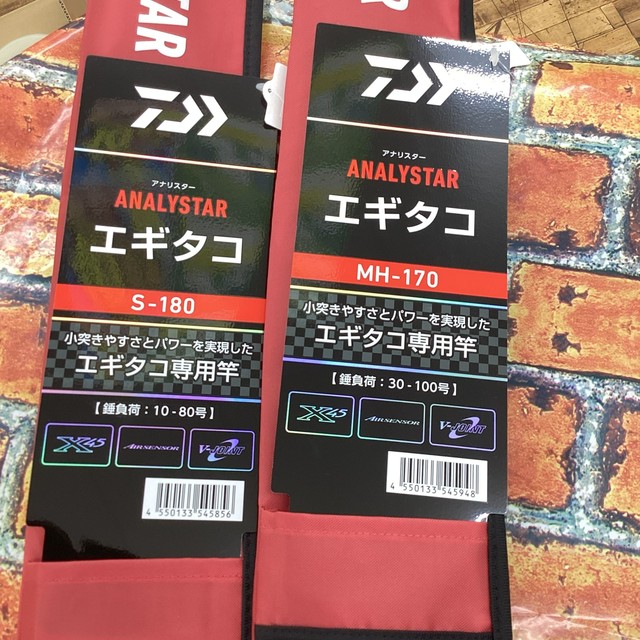 TAR
R
アナリスター
ANALYSTAR
エギタコ
S-180
小突きやすさとパワーを実現した
エギタコ専用竿
【錘負荷：10-80号】
X45
AIRSENSOR
V-JOINT
4 550133 545856
アナリスター
ANALYSTAR
エギタコ
MH-170
小突きやすさとパワーを実現した
エギタコ専用竿
【錘負荷：30-100号】
X45
AIRSENSOR
V-JOINT
4 550133 545948